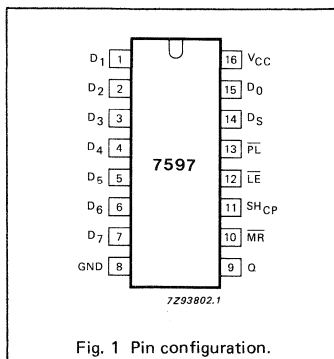 D1 1 16 VCC
D2 2 15 D0
D3 3 14 DS
D4 4 13 PL
7597
D5 5 12 LE
D6 6 11 SHCP
D7 7 10 MR
GND 8 9 Q
7Z93802.1
Fig. 1 Pin configuration.